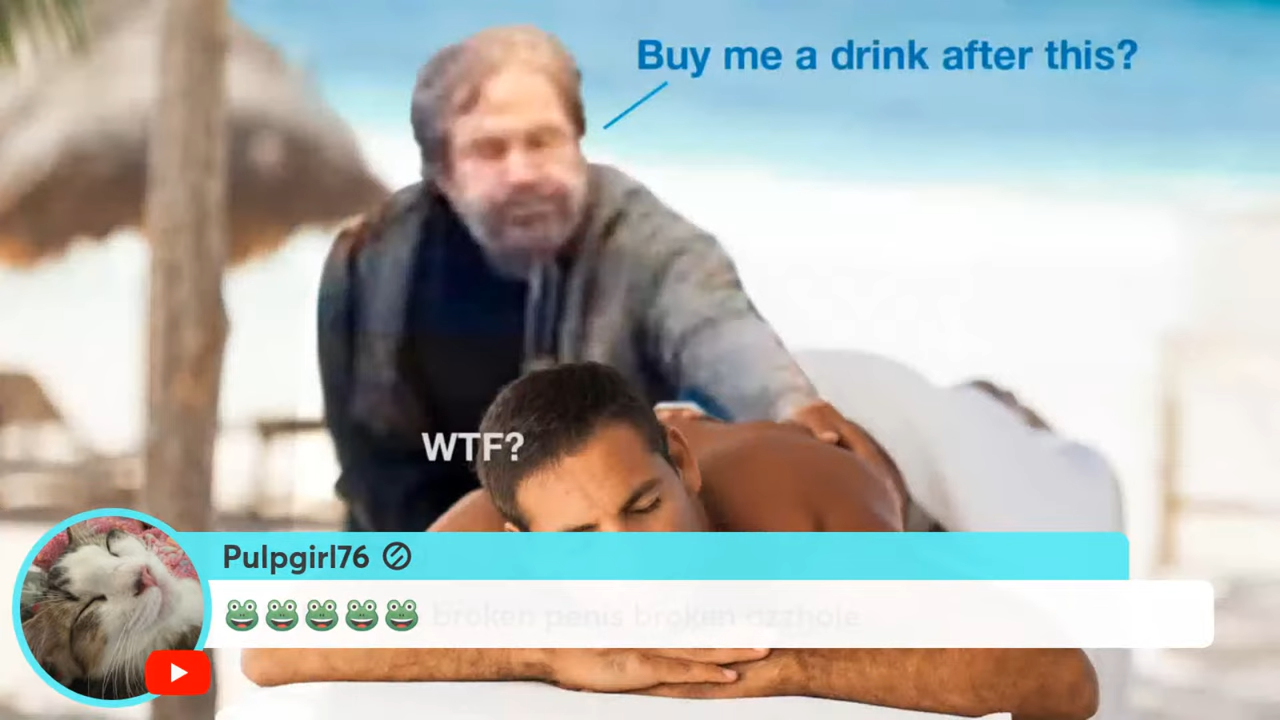 Buy me a drink after this?
WTF?
Pulpgirl76
🐸🐸🐸🐸🐸 broken penis broken azzhole